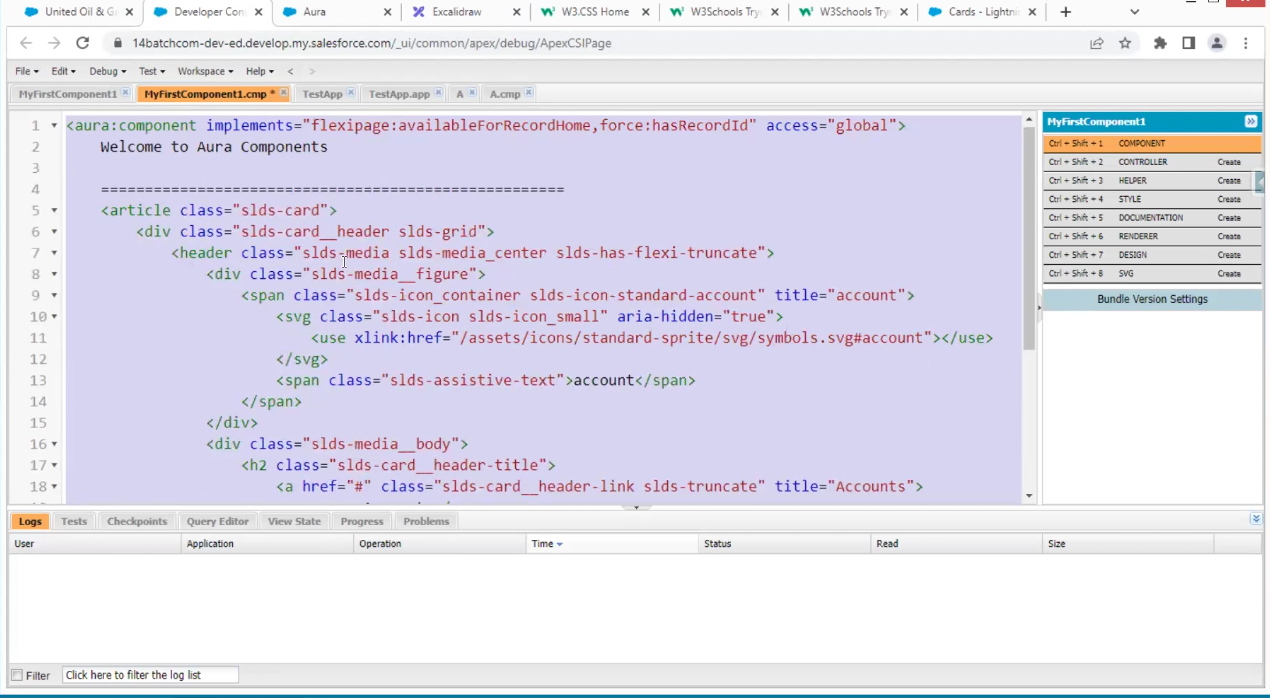 United Oil & G
Developer Con
Aura
Excalidraw
W3.CSS Home
W3Schools Try
W3Schools Try
Cards - Lightni
14batchcom-dev-ed.develop.my.salesforce.com/_ui/common/apex/debug/ApexCSIPage
File Edit Debug Test Workspace Help < >
MyFirstComponent1 MyFirstComponent1.cmp * TestApp TestApp.app A A.cmp
1 <aura:component implements="flexipage:availableForRecordHome,force:hasRecordId" access="global">
2 Welcome to Aura Components
3
4 =====================================================
5 <article class="slds-card">
6 <div class="slds-card__header slds-grid">
7 <header class="slds-media slds-media_center slds-has-flexi-truncate">
8 <div class="slds-media__figure">
9 <span class="slds-icon_container slds-icon-standard-account" title="account">
10 <svg class="slds-icon slds-icon_small" aria-hidden="true">
11 <use xlink:href="/assets/icons/standard-sprite/svg/symbols.svg#account"></use>
12 </svg>
13 <span class="slds-assistive-text">account</span>
14 </span>
15 </div>
16 <div class="slds-media__body">
17 <h2 class="slds-card__header-title">
18 <a href="#" class="slds-card__header-link slds-truncate" title="Accounts">
MyFirstComponent1
Ctrl + Shift + 1 COMPONENT
Ctrl + Shift + 2 CONTROLLER Create
Ctrl + Shift + 3 HELPER Create
Ctrl + Shift + 4 STYLE Create
Ctrl + Shift + 5 DOCUMENTATION Create
Ctrl + Shift + 6 RENDERER Create
Ctrl + Shift + 7 DESIGN Create
Ctrl + Shift + 8 SVG Create
Bundle Version Settings
Logs Tests Checkpoints Query Editor View State Progress Problems
User Application Operation Time Status Read Size
Filter Click here to filter the log list